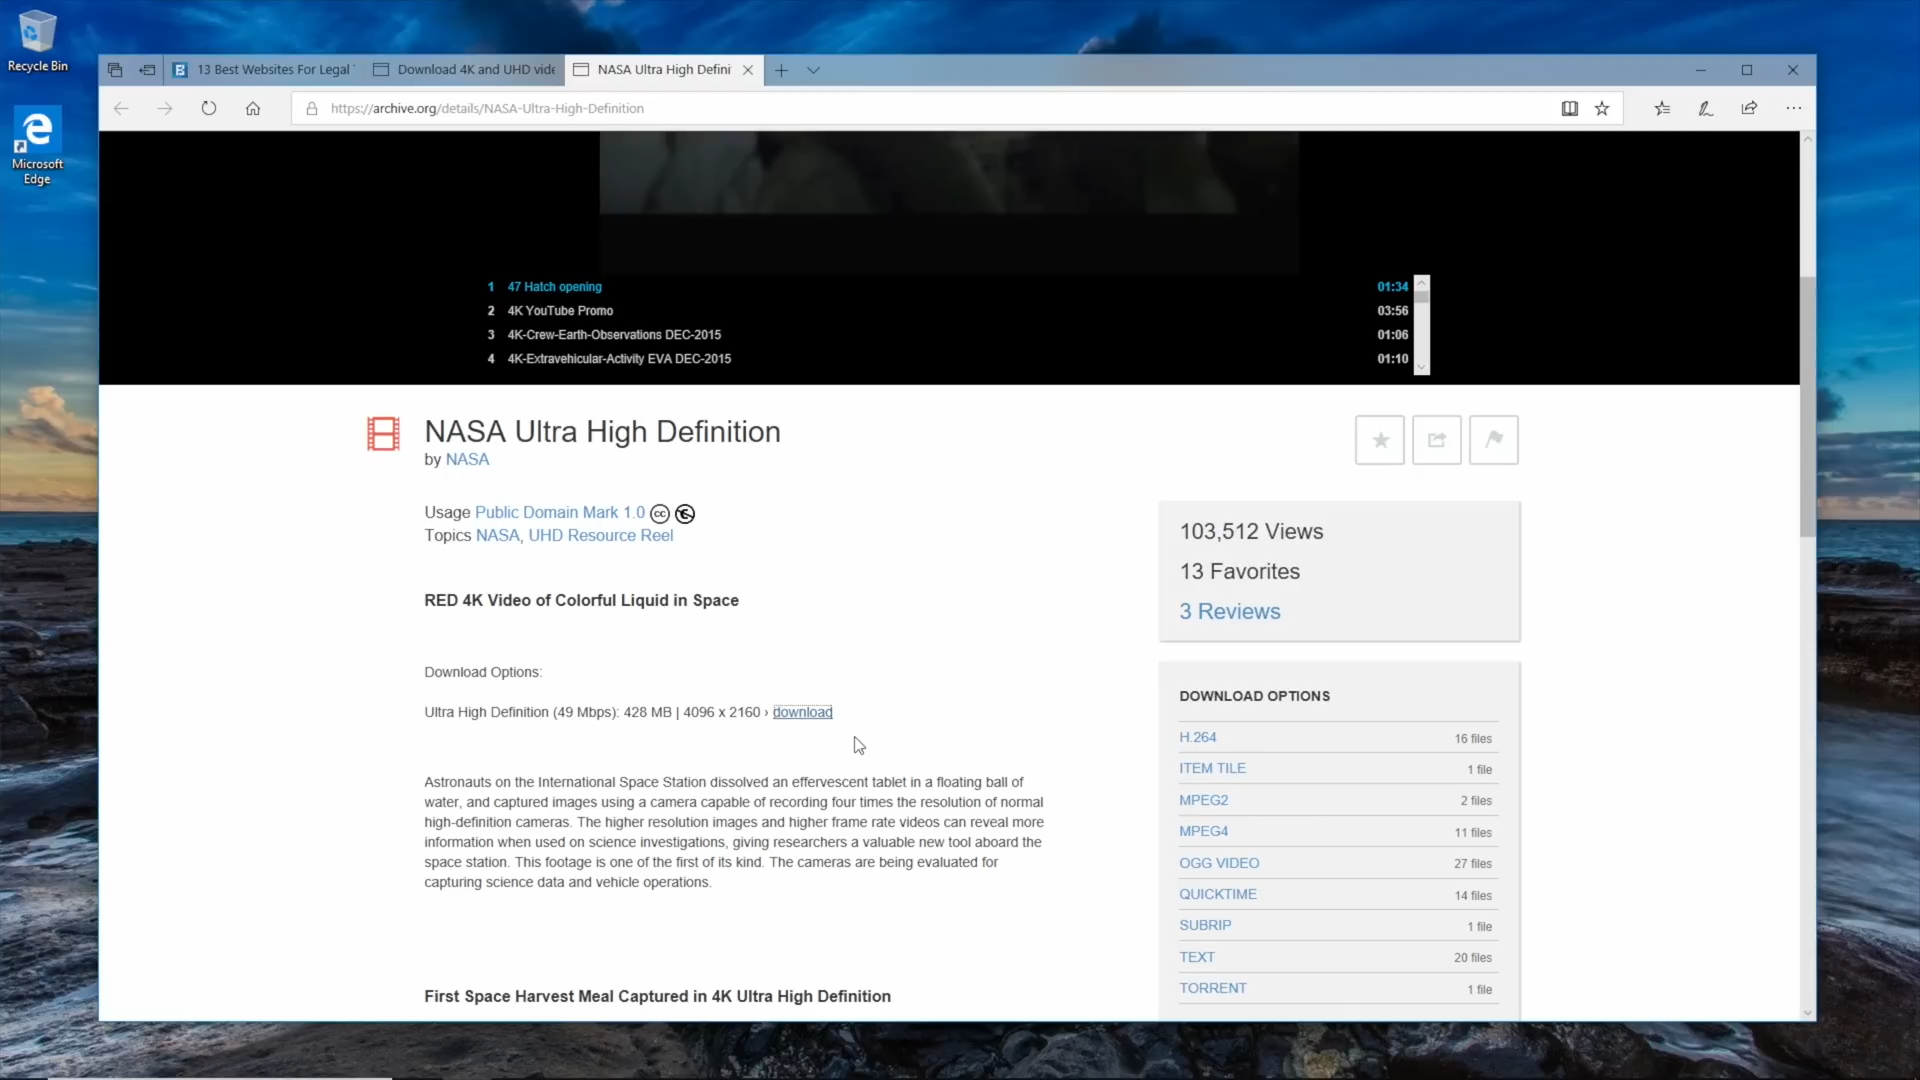 Recycle Bin
Microsoft
Edge
13 Best Websites For Legal
Download 4K and UHD vide
NASA Ultra High Defini
https://archive.org/details/NASA-Ultra-High-Definition
1 47 Hatch opening 01:34
2 4K YouTube Promo 03:56
3 4K-Crew-Earth-Observations DEC-2015 01:06
4 4K-Extravehicular-Activity EVA DEC-2015 01:10
NASA Ultra High Definition
by NASA
Usage Public Domain Mark 1.0 cc
Topics NASA, UHD Resource Reel
RED 4K Video of Colorful Liquid in Space
Download Options:
Ultra High Definition (49 Mbps): 428 MB | 4096 x 2160 › download
Astronauts on the International Space Station dissolved an effervescent tablet in a floating ball of
water, and captured images using a camera capable of recording four times the resolution of normal
high-definition cameras. The higher resolution images and higher frame rate videos can reveal more
information when used on science investigations, giving researchers a valuable new tool aboard the
space station. This footage is one of the first of its kind. The cameras are being evaluated for
capturing science data and vehicle operations.
First Space Harvest Meal Captured in 4K Ultra High Definition
103,512 Views
13 Favorites
3 Reviews
DOWNLOAD OPTIONS
H.264 16 files
ITEM TILE 1 file
MPEG2 2 files
MPEG4 11 files
OGG VIDEO 27 files
QUICKTIME 14 files
SUBRIP 1 file
TEXT 20 files
TORRENT 1 file